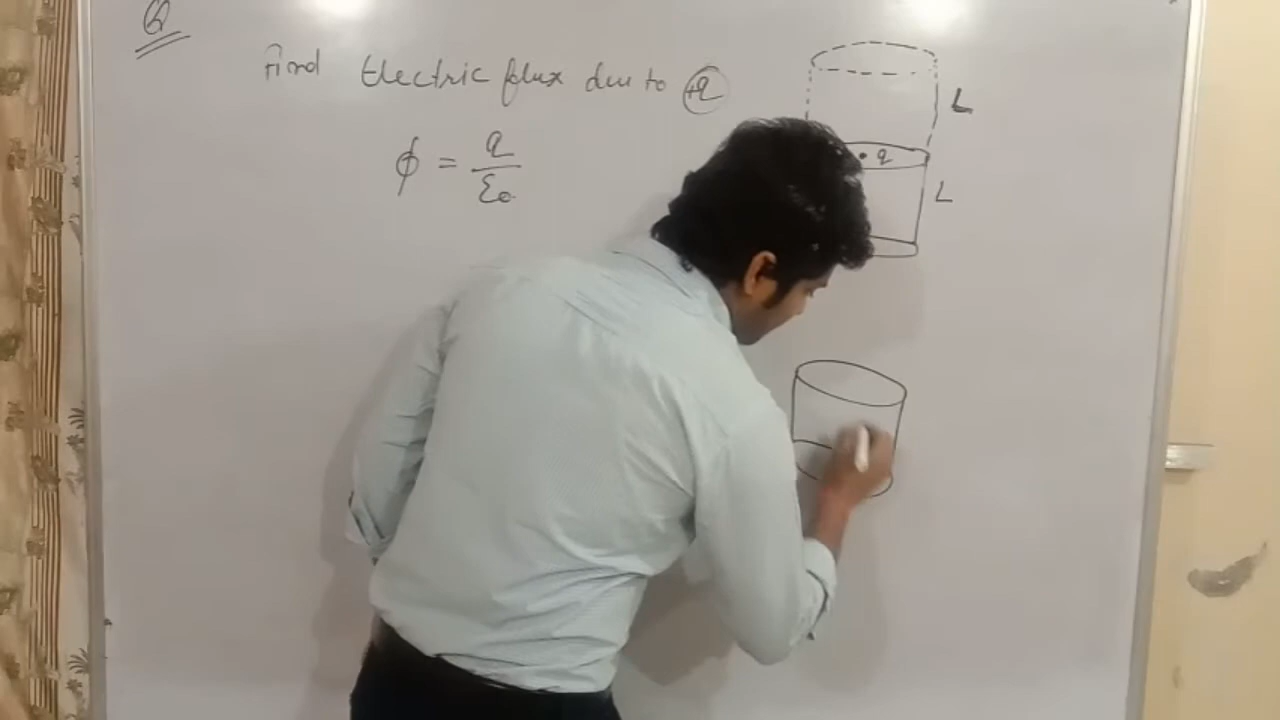 Q
Find Electric flux due to +q
L
ϕ = q/ε₀
q
L